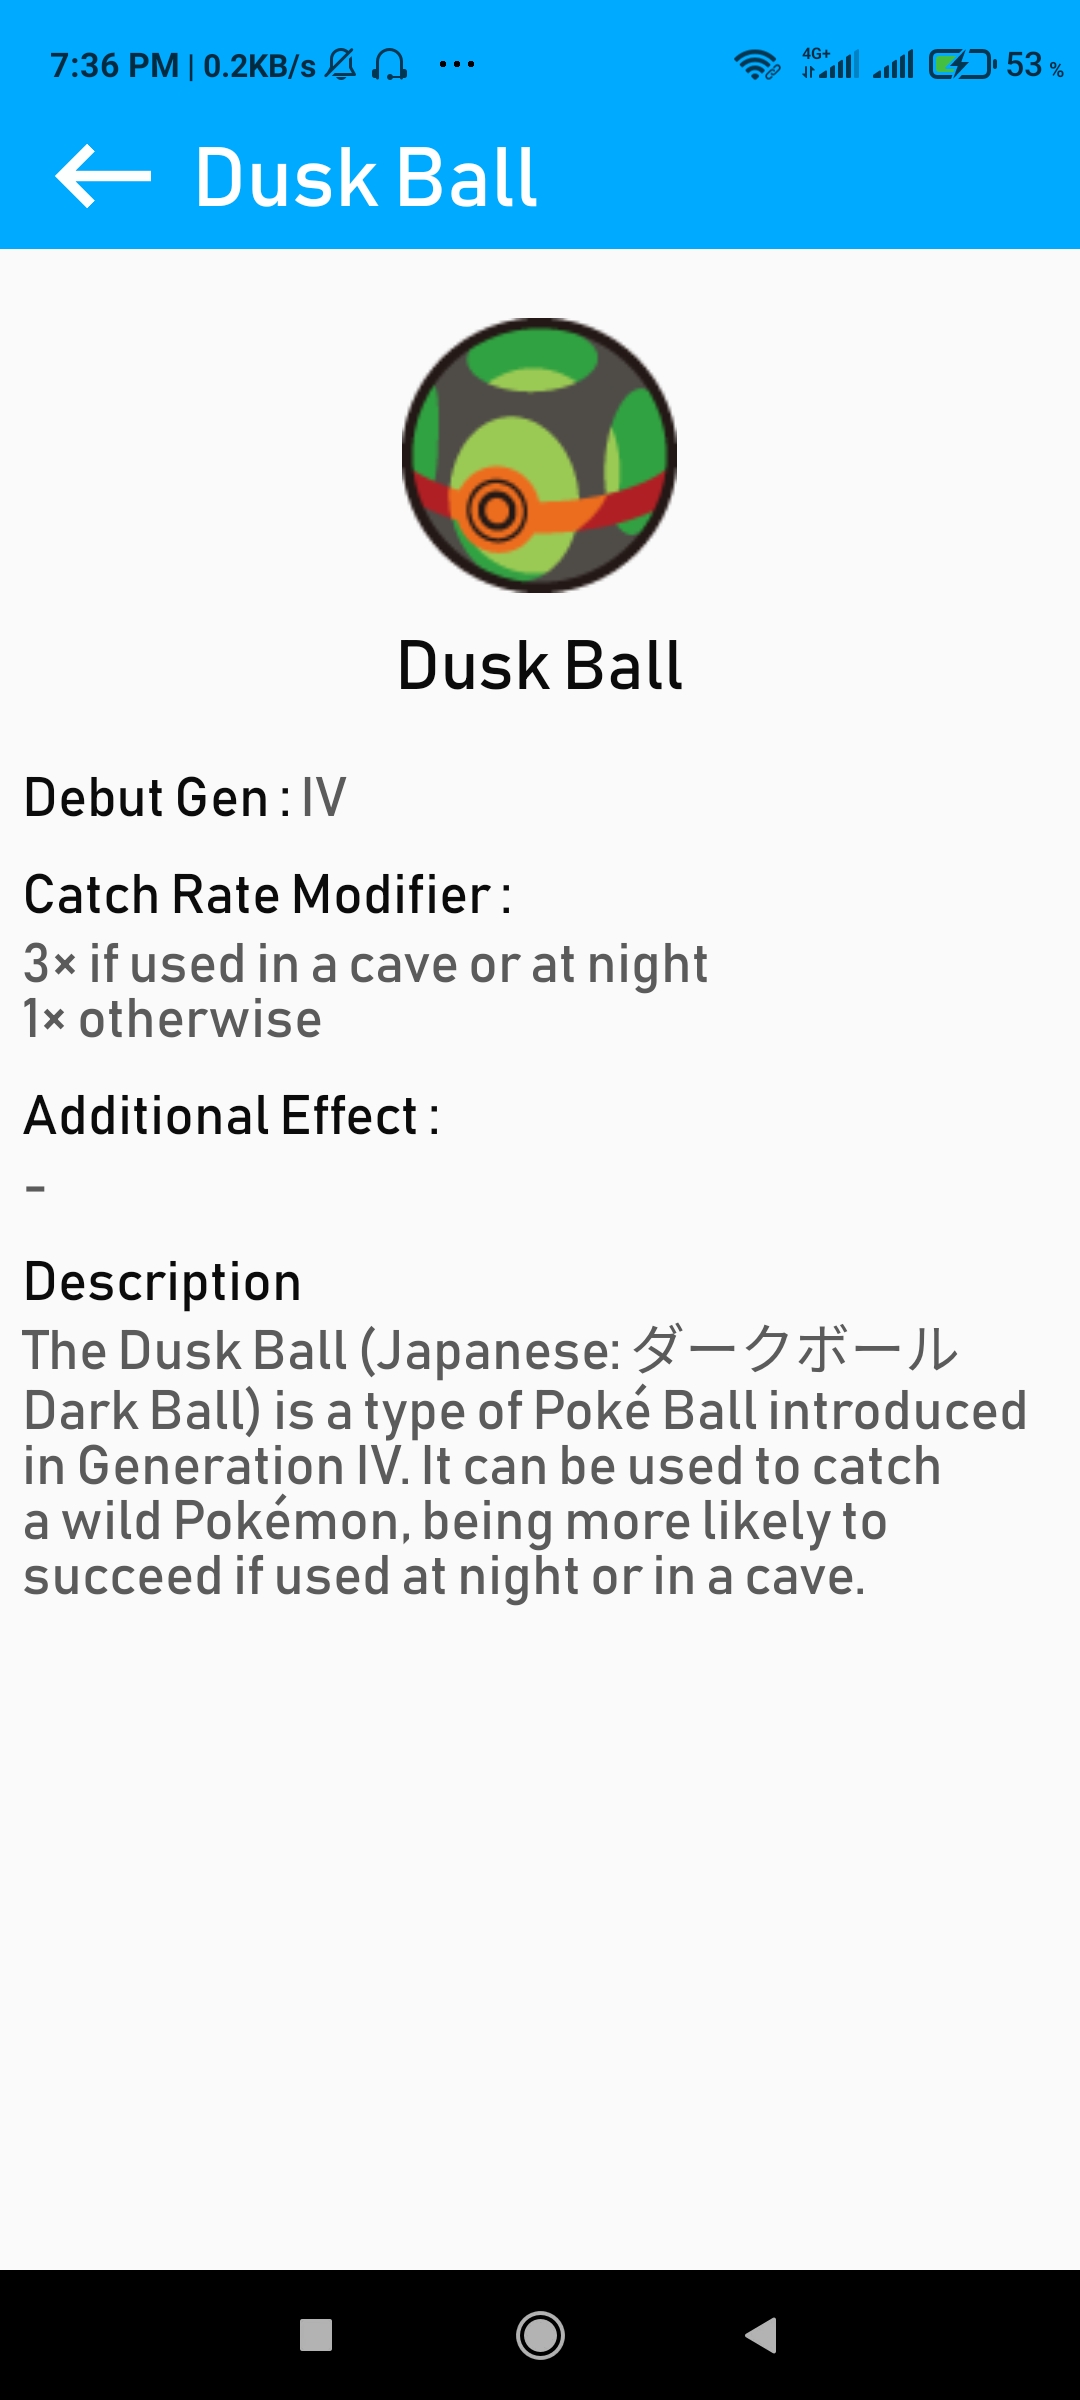 7:36 PM | 0.2KB/s ... 4G+ 53 %
Dusk Ball
Dusk Ball
Debut Gen : IV
Catch Rate Modifier :
3× if used in a cave or at night
1× otherwise
Additional Effect :
-
Description
The Dusk Ball (Japanese: ダークボール
Dark Ball) is a type of Poké Ball introduced
in Generation IV. It can be used to catch
a wild Pokémon, being more likely to
succeed if used at night or in a cave.